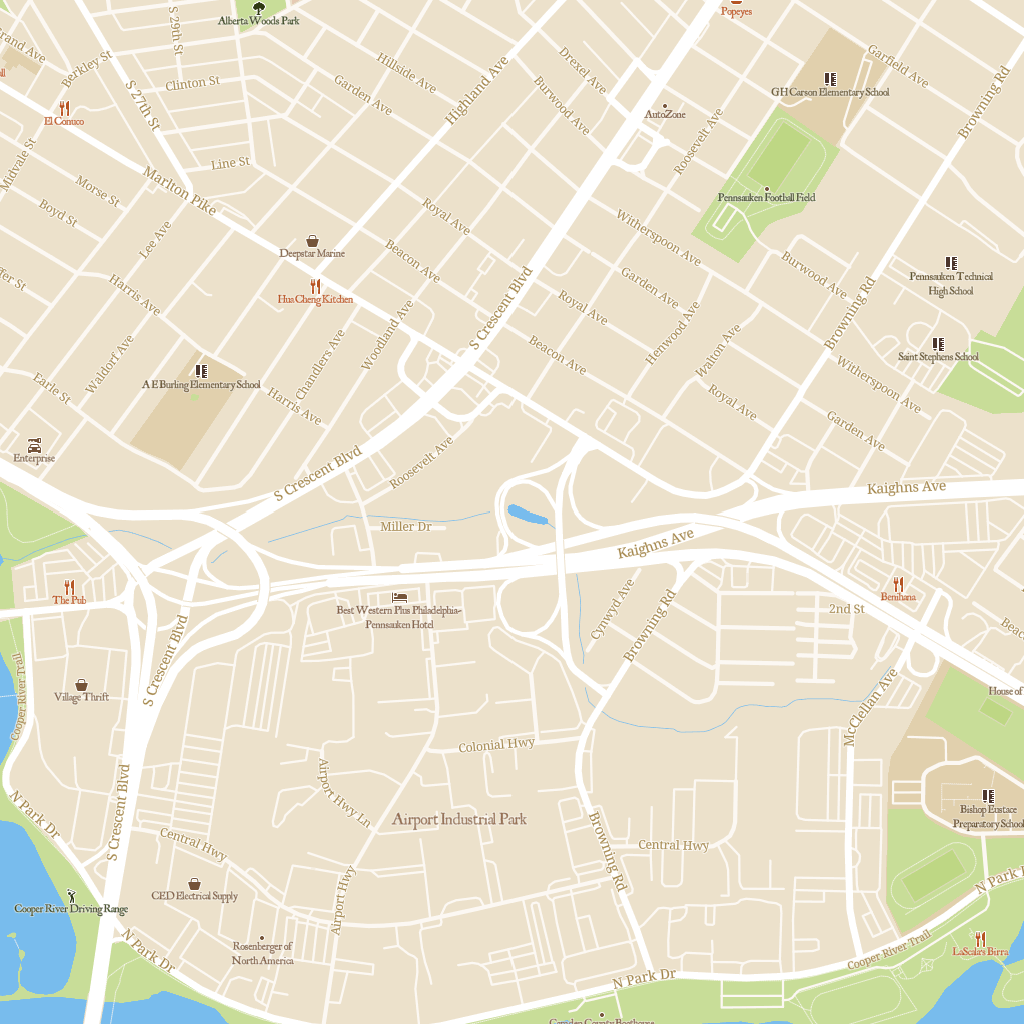 Popeyes
Alberta Woods Park
S 29th St
Grand Ave
Berkley St
Clinton St
S 27th St
El Conuco
Hillside Ave
Garden Ave
Highland Ave
Drexel Ave
Burwood Ave
Garfield Ave
GH Carson Elementary School
Browning Rd
AutoZone
Roosevelt Ave
Midvale St
Line St
Marlton Pike
Morse St
Boyd St
Lee Ave
Royal Ave
Beacon Ave
Deepstar Marine
Hua Cheng Kitchen
Pennsauken Football Field
Witherspoon Ave
Burwood Ave
Garden Ave
Pennsauken Technical
High School
Harris Ave
S Crescent Blvd
Royal Ave
Henwood Ave
Browning Rd
Woodland Ave
Chandlers Ave
Walton Ave
Beacon Ave
Saint Stephens School
Waldorf Ave
Earle St
A E Burling Elementary School
Harris Ave
Royal Ave
Witherspoon Ave
Garden Ave
Enterprise
S Crescent Blvd
Roosevelt Ave
Kaighns Ave
Miller Dr
Kaighns Ave
The Pub
Best Western Plus Philadelphia-
Pennsauken Hotel
Cynwyd Ave
Browning Rd
2nd St
Benihana
S Crescent Blvd
Cooper River Trail
Village Thrift
McClellan Ave
House of
Colonial Hwy
Airport Hwy Ln
Airport Industrial Park
S Crescent Blvd
N Park Dr
Central Hwy
Browning Rd
Central Hwy
Bishop Eustace
Preparatory School
CED Electrical Supply
Airport Hwy
Cooper River Driving Range
N Park Dr
Rosenberger of
North America
N Park Dr
Cooper River Trail
LaScala's Birra
Camden County Boathouse